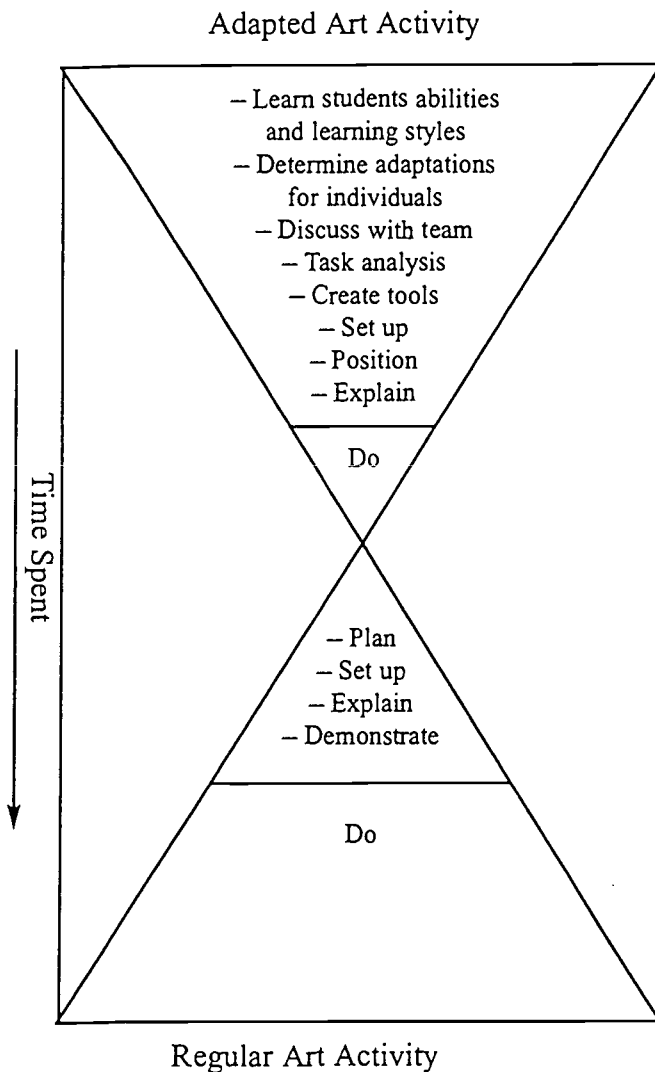 Adapted Art Activity
– Learn students abilities
and learning styles
– Determine adaptations
for individuals
– Discuss with team
– Task analysis
– Create tools
– Set up
– Position
– Explain
Do
Time Spent
– Plan
– Set up
– Explain
– Demonstrate
Do
Regular Art Activity